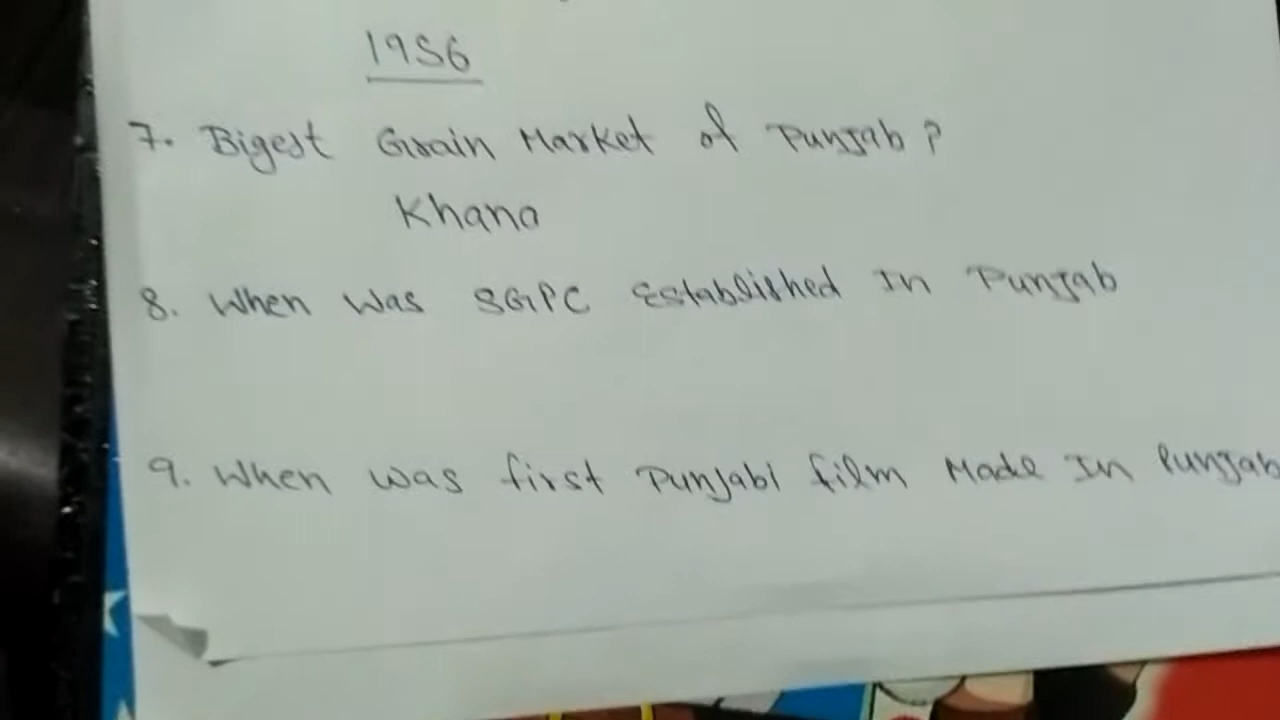 1956
7. Bigest Grain Market of Punjab ?
Khana
8. When Was SGPC Established In Punjab
9. When was first Punjabi film Made In Punjab